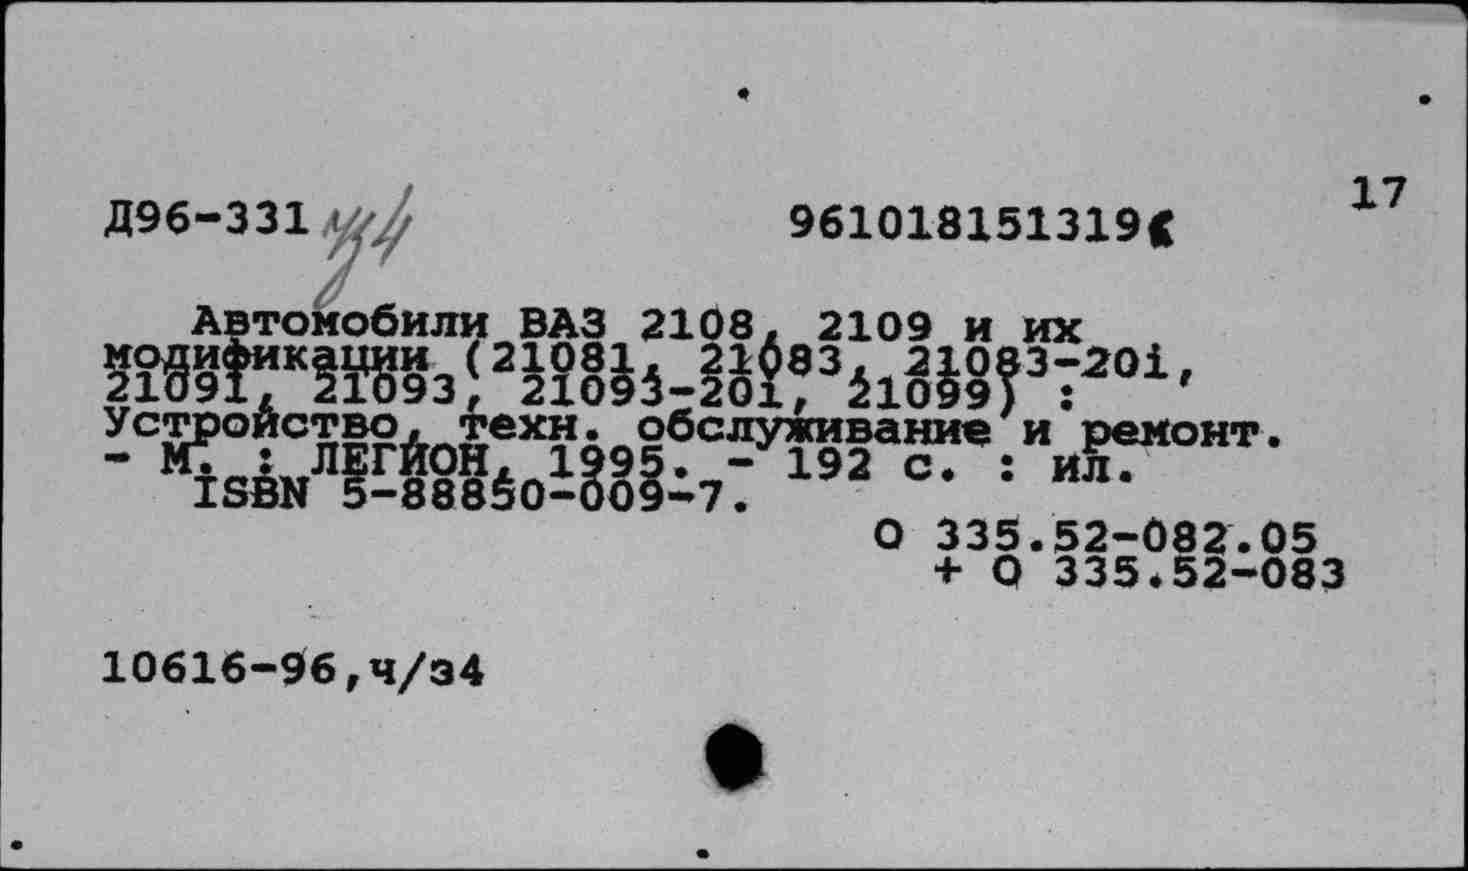 17
Д96-331 961018151319
Автомобили ВАЗ 2108, 2109 и их
модификации (21081, 21083, 21083-20i,
21091, 21093, 21093-20i, 21099) :
Устройство, техн. обслуживание и ремонт.
- М. : ЛЕГИОН, 1995. - 192 с. : ил.
ISBN 5-88850-009-7.
О 335.52-082.05
+ О 335.52-083
10616-96,ч/з4